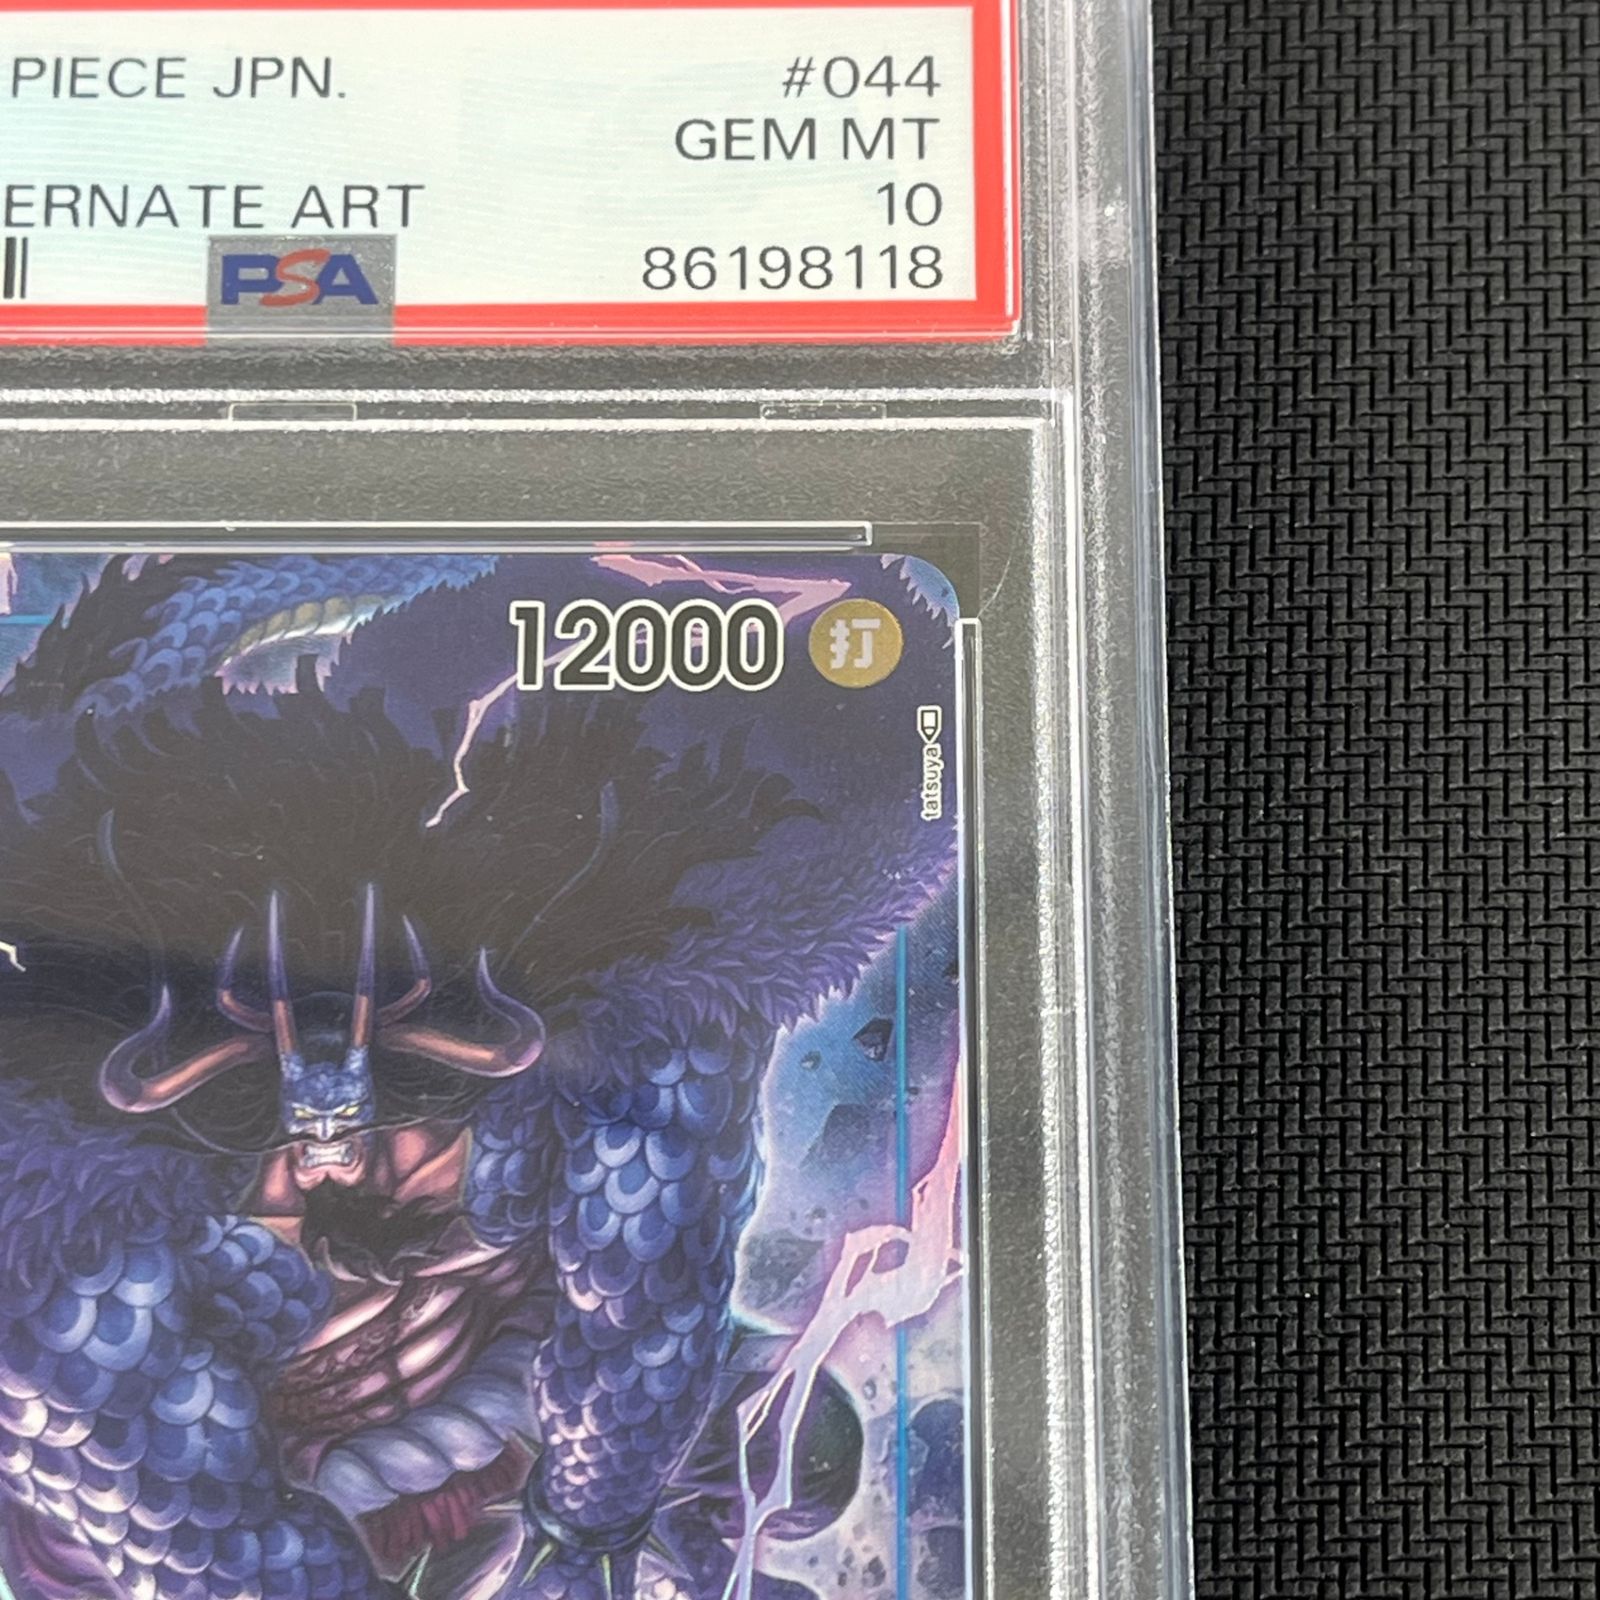 PIECE JPN. #044
GEM MT
ERNATE ART 10
PSA 86198118
12000 打
tatsuya